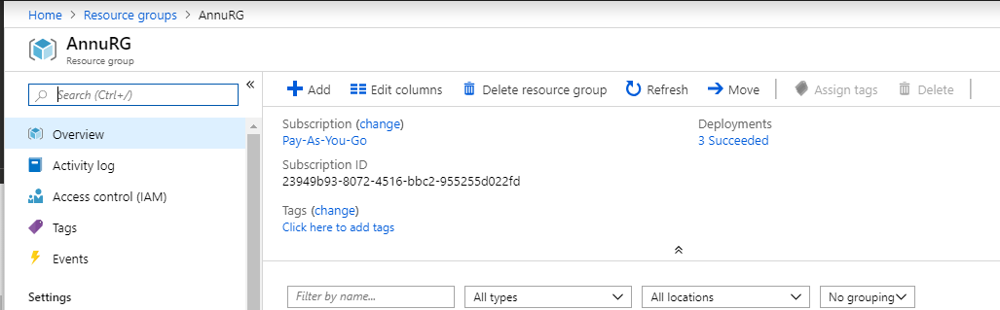 Home > Resource groups > AnnuRG
AnnuRG
Resource group
Search (Ctrl+/)
Overview
Activity log
Access control (IAM)
Tags
Events
Settings
Add Edit columns Delete resource group Refresh Move Assign tags Delete
Subscription (change)
Pay-As-You-Go
Subscription ID
23949b93-8072-4516-bbc2-955255d022fd
Tags (change)
Click here to add tags
Deployments
3 Succeeded
Filter by name... All types All locations No grouping